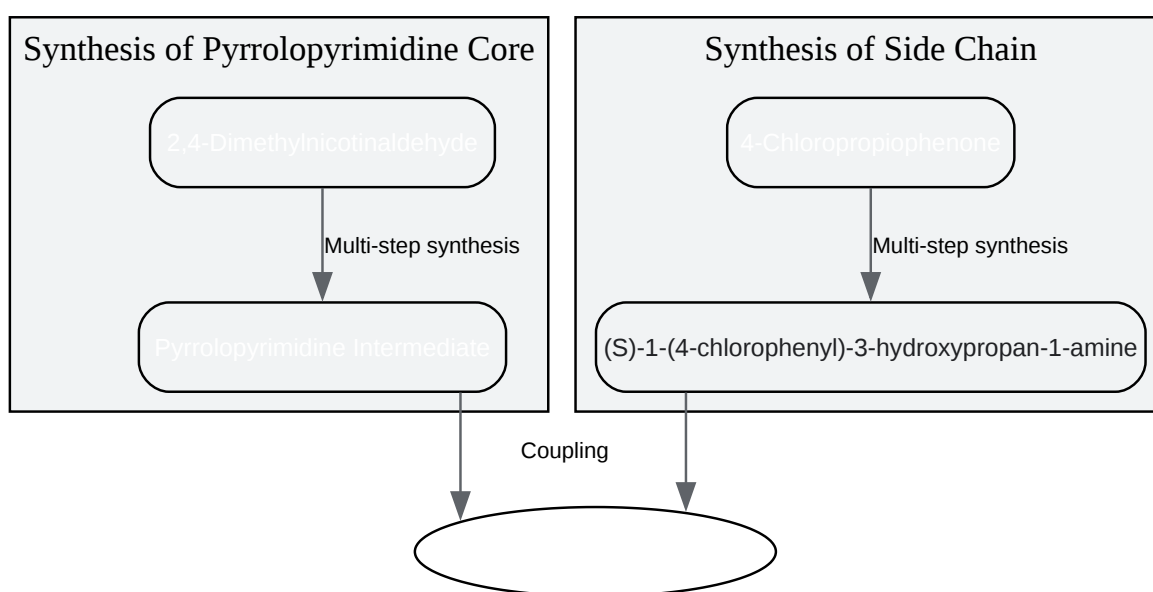 Synthesis of Pyrrolopyrimidine Core
Synthesis of Side Chain
2,4-Dimethylnicotinaldehyde
4-Chloropropiophenone
Multi-step synthesis
Multi-step synthesis
Pyrrolopyrimidine Intermediate
(S)-1-(4-chlorophenyl)-3-hydroxypropan-1-amine
Coupling